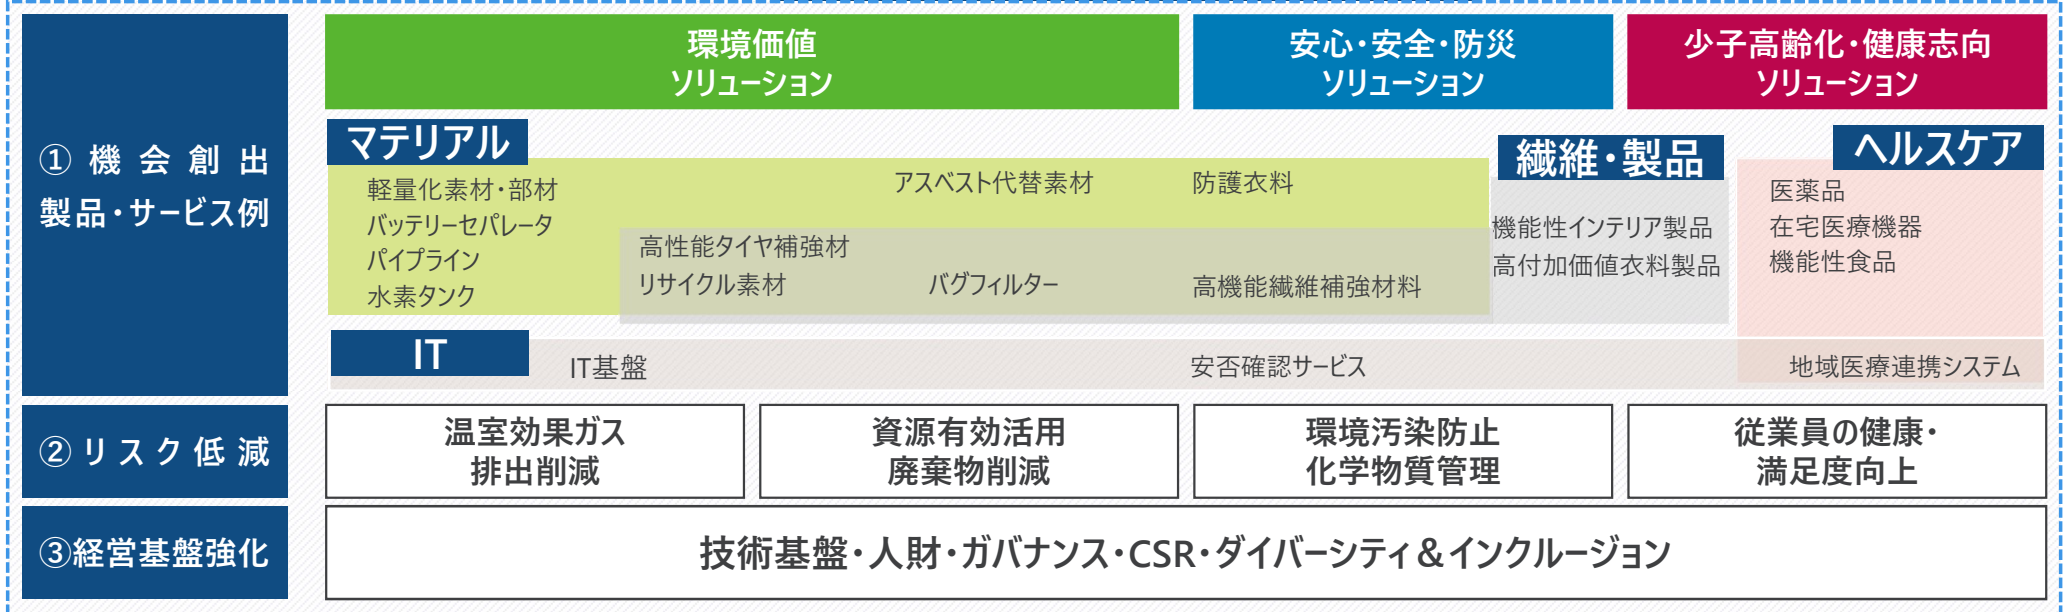 ① 機 会 創 出
製品・サービス例
環境価値
ソリューション
安心・安全・防災
ソリューション
少子高齢化・健康志向
ソリューション
マテリアル
軽量化素材・部材
バッテリーセパレータ
パイプライン
水素タンク
アスベスト代替素材
防護衣料
高性能タイヤ補強材
リサイクル素材
バグフィルター
高機能繊維補強材料
繊維・製品
機能性インテリア製品
高付加価値衣料製品
ヘルスケア
医薬品
在宅医療機器
機能性食品
IT
IT基盤
安否確認サービス
地域医療連携システム
② リ ス ク 低 減
温室効果ガス
排出削減
資源有効活用
廃棄物削減
環境汚染防止
化学物質管理
従業員の健康・
満足度向上
③経営基盤強化
技術基盤・人財・ガバナンス・CSR・ダイバーシティ＆インクルージョン